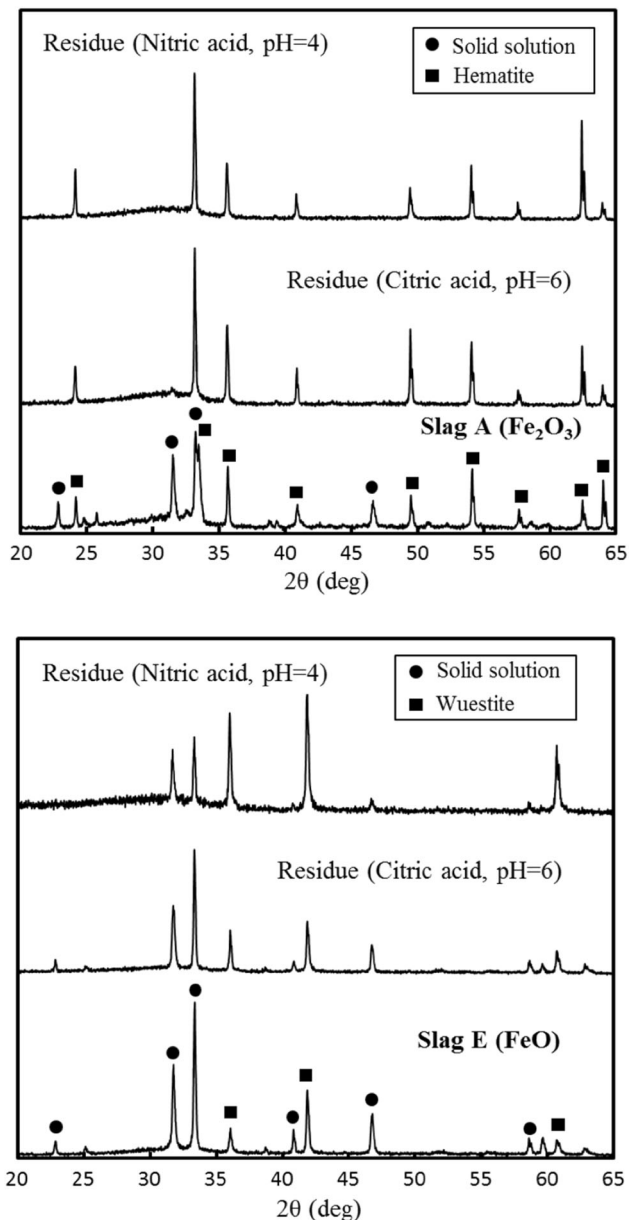 Residue (Nitric acid, pH=4)
Solid solution
Hematite
Residue (Citric acid, pH=6)
Slag A (Fe₂O₃)
20 25 30 35 40 45 50 55 60 65
2θ (deg)
Residue (Nitric acid, pH=4)
Solid solution
Wuestite
Residue (Citric acid, pH=6)
Slag E (FeO)
20 25 30 35 40 45 50 55 60 65
2θ (deg)